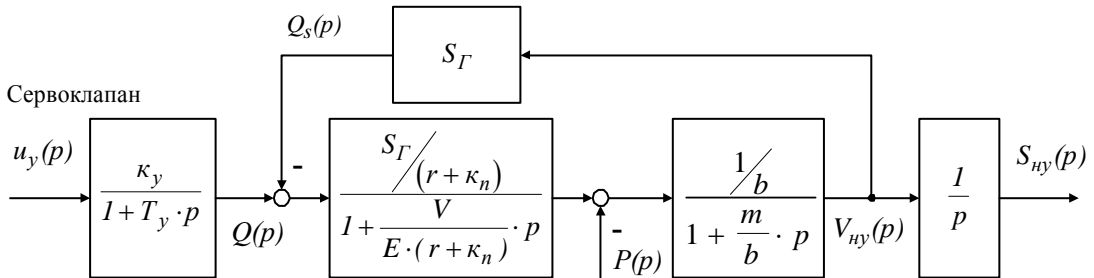 Q_s(p)
S_Г
Сервоклапан
u_y(p)
κ_y
1 + T_y · p
Q(p)
-
S_Г/(r + κ_n)
1 + V/(E · (r + κ_n)) · p
-
P(p)
1/b
1 + m/b · p
V_ну(p)
1/p
S_ну(p)